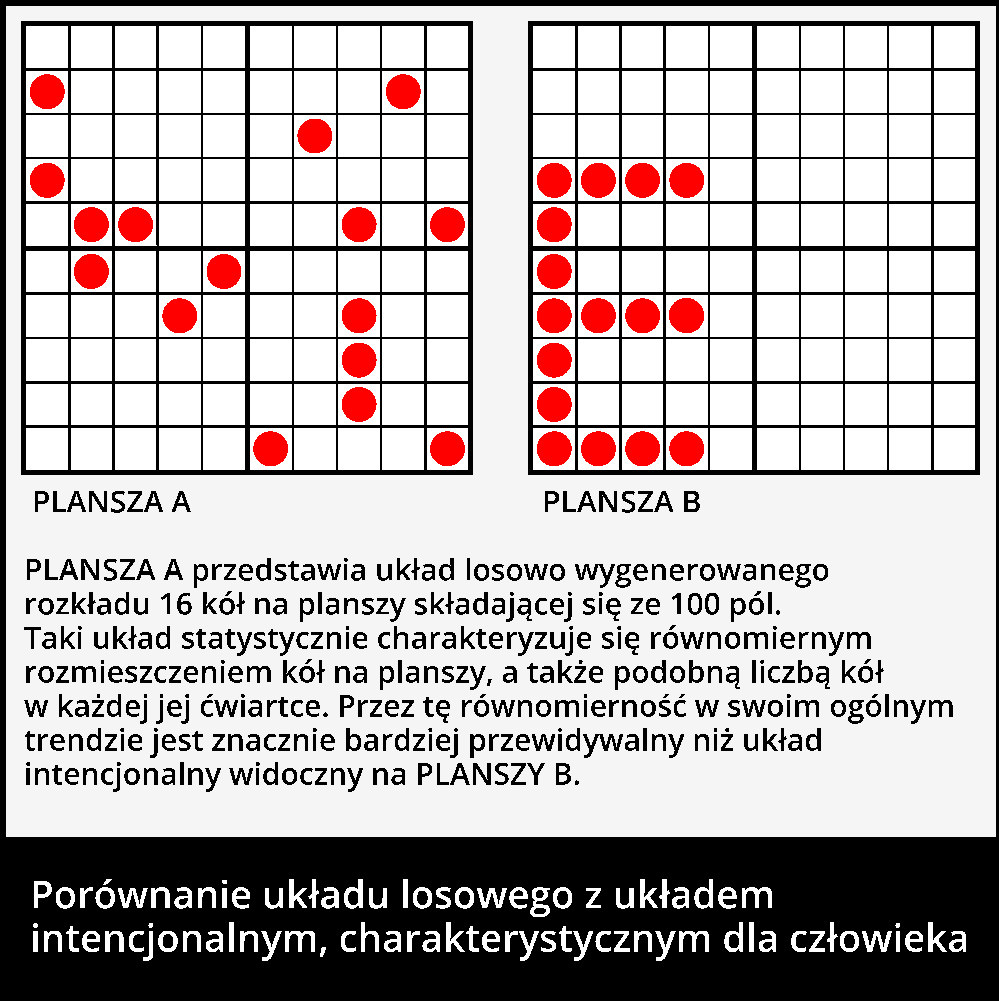 PLANSZA A
PLANSZA B
PLANSZA A przedstawia układ losowo wygenerowanego
rozkładu 16 kół na planszy składającej się ze 100 pól.
Taki układ statystycznie charakteryzuje się równomiernym
rozmieszczeniem kół na planszy, a także podobną liczbą kół
w każdej jej ćwiartce. Przez tę równomierność w swoim ogólnym
trendzie jest znacznie bardziej przewidywalny niż układ
intencjonalny widoczny na PLANSZY B.
Porównanie układu losowego z układem
intencjonalnym, charakterystycznym dla człowieka